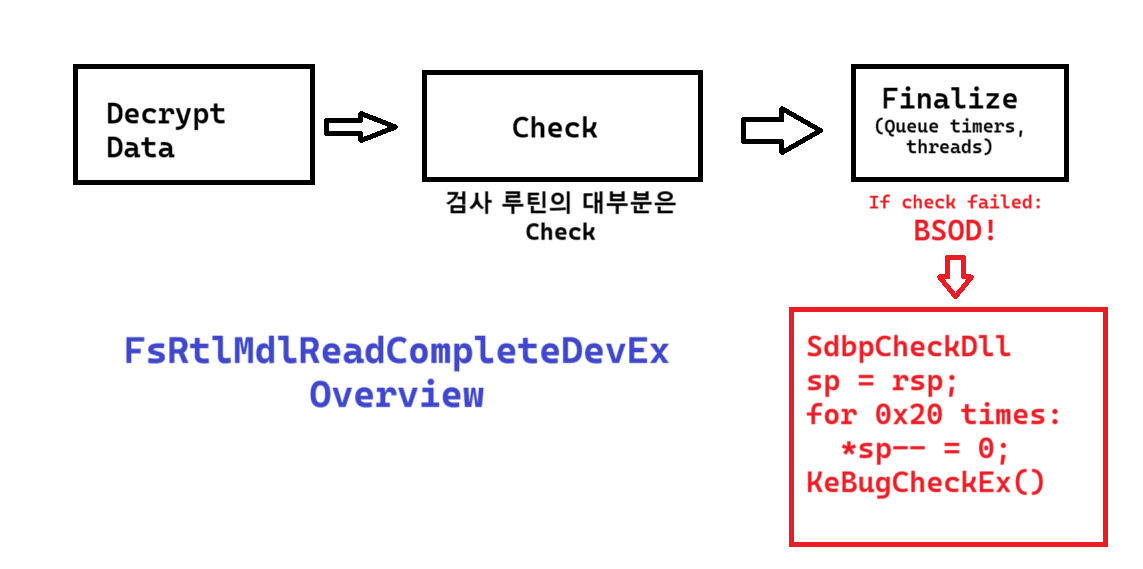 Decrypt
Data
Check
검사 루틴의 대부분은
Check
Finalize
(Queue timers,
threads)
If check failed:
BSOD!
FsRtlMdlReadCompleteDevEx
Overview
SdbpCheckDll
sp = rsp;
for 0x20 times:
*sp-- = 0;
KeBugCheckEx()